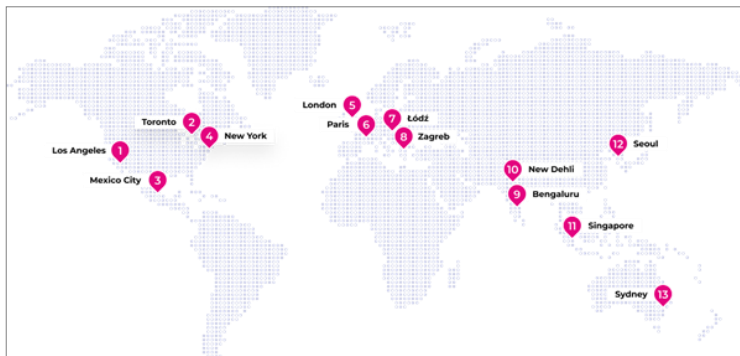 London 5
7 Łódź
Toronto 2
Paris 6
4 New York
8 Zagreb
12 Seoul
Los Angeles 1
10 New Dehli
Mexico City 3
9 Bengaluru
11 Singapore
Sydney 13